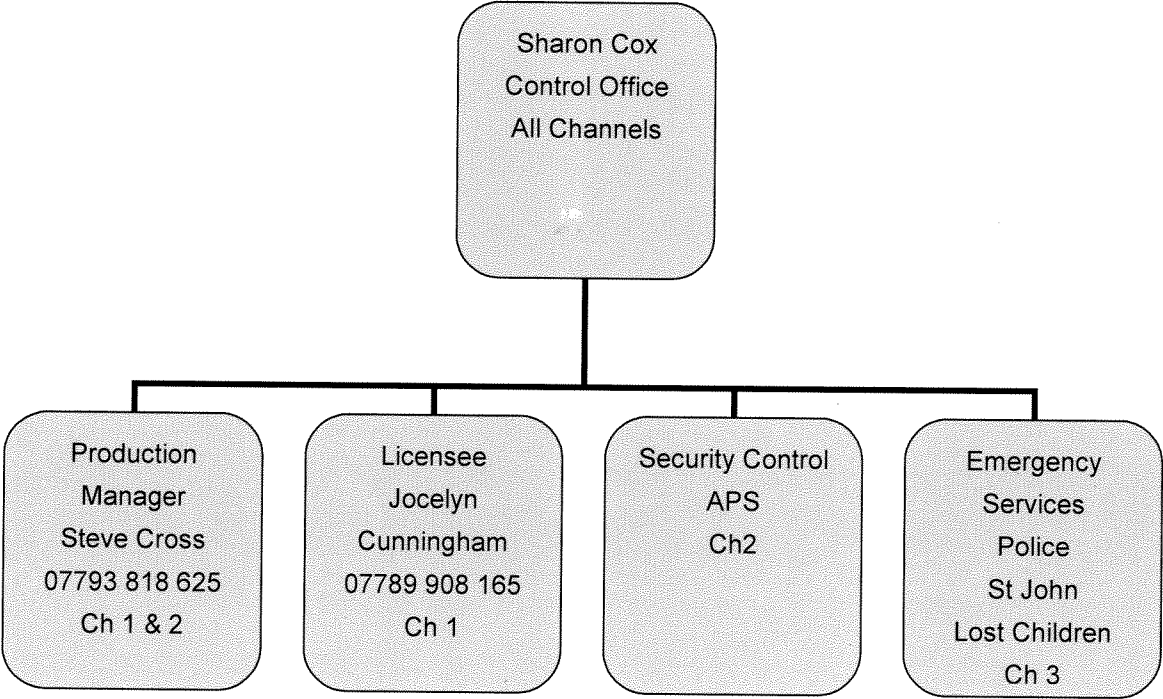 Sharon Cox
Control Office
All Channels
Production
Manager
Steve Cross
07793 818 625
Ch 1 & 2
Licensee
Jocelyn
Cunningham
07789 908 165
Ch 1
Security Control
APS
Ch2
Emergency
Services
Police
St John
Lost Children
Ch 3